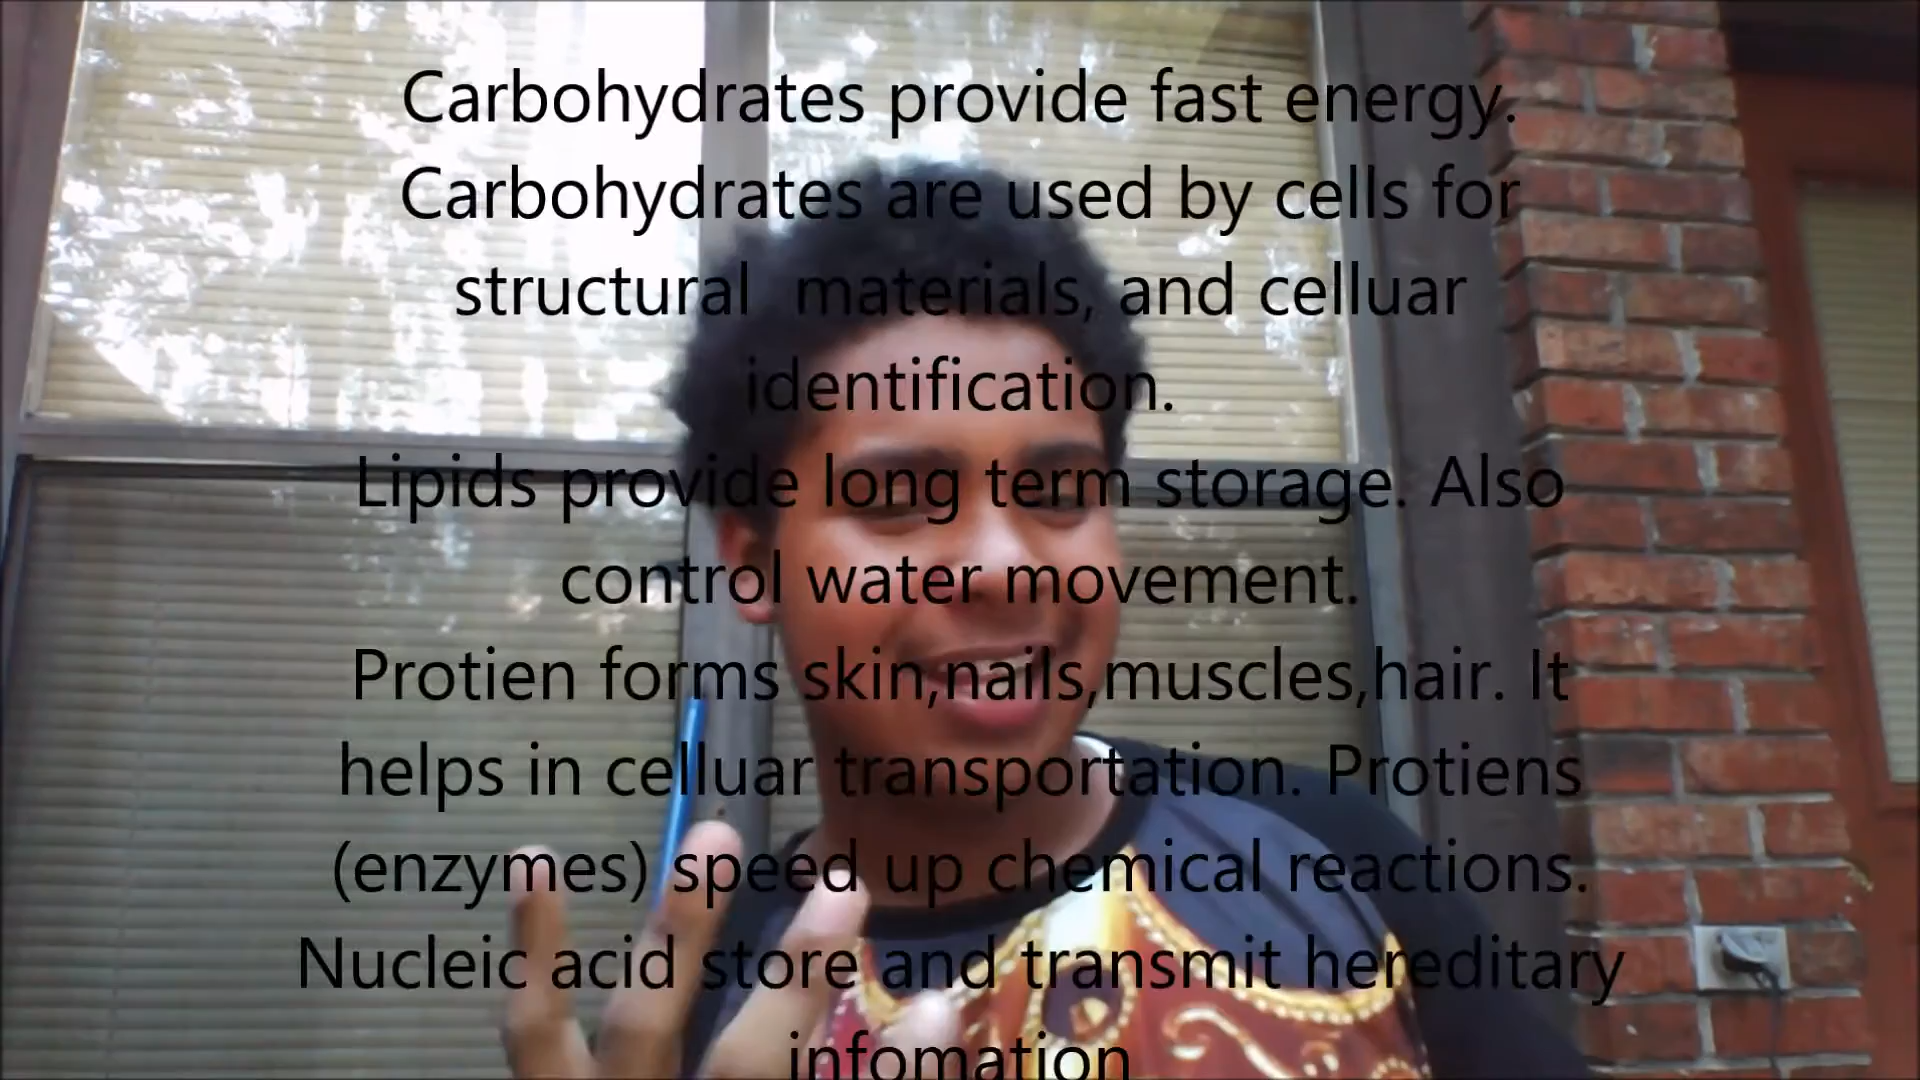 Carbohydrates provide fast energy.
Carbohydrates are used by cells for
structural  materials, and celluar
identification.
Lipids provide long term storage. Also
control water movement.
Protien forms skin,nails,muscles,hair. It
helps in celluar transportation. Protiens
(enzymes) speed up chemical reactions.
Nucleic acid store and transmit hereditary
infomation